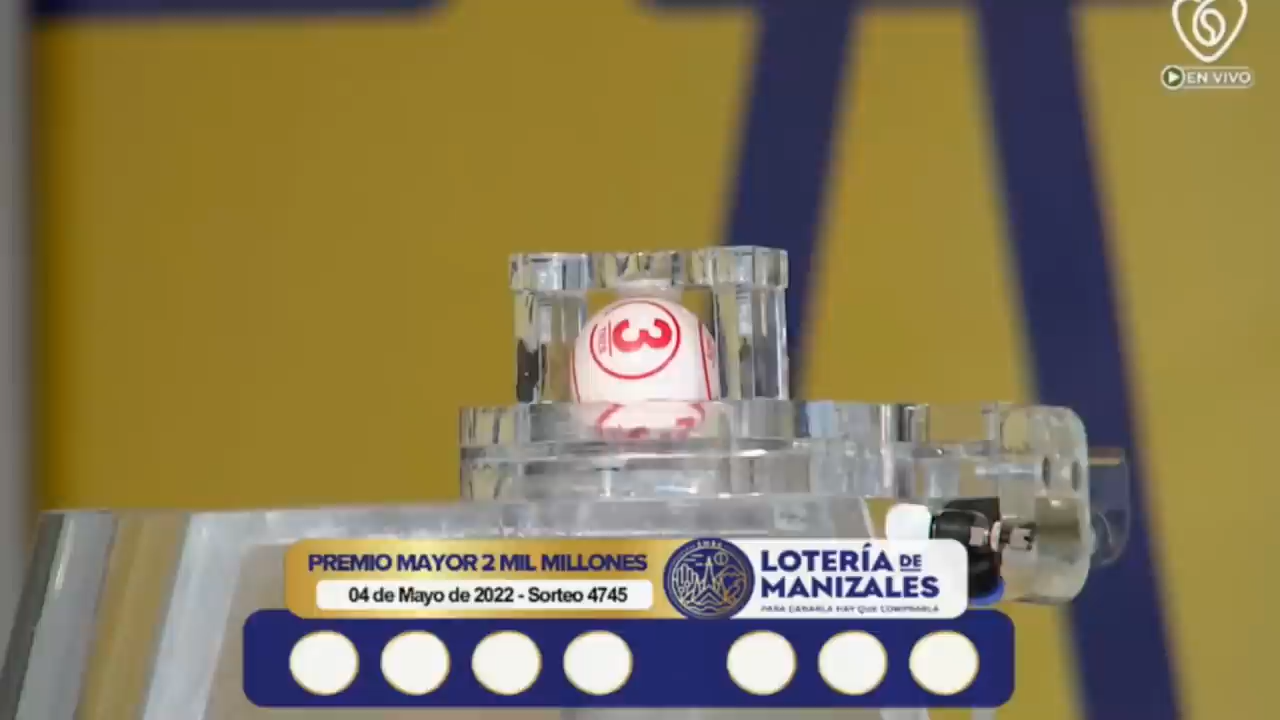 EN VIVO
3
TRES
PREMIO MAYOR 2 MIL MILLONES
04 de Mayo de 2022 - Sorteo 4745
LOTERÍA DE
MANIZALES
PARA GANARLA HAY QUE COMPRARLA